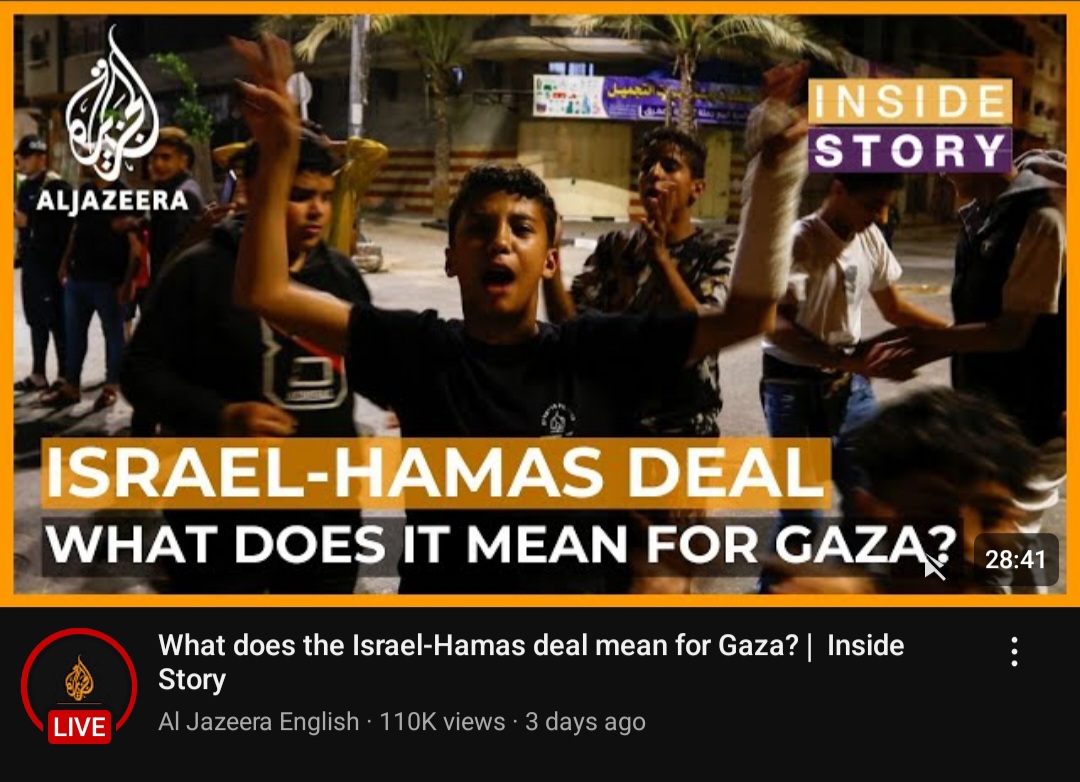 ALJAZEERA
INSIDE
STORY
التجميل
ISRAEL-HAMAS DEAL
WHAT DOES IT MEAN FOR GAZA?
28:41
What does the Israel-Hamas deal mean for Gaza? | Inside
Story
LIVE
Al Jazeera English · 110K views · 3 days ago